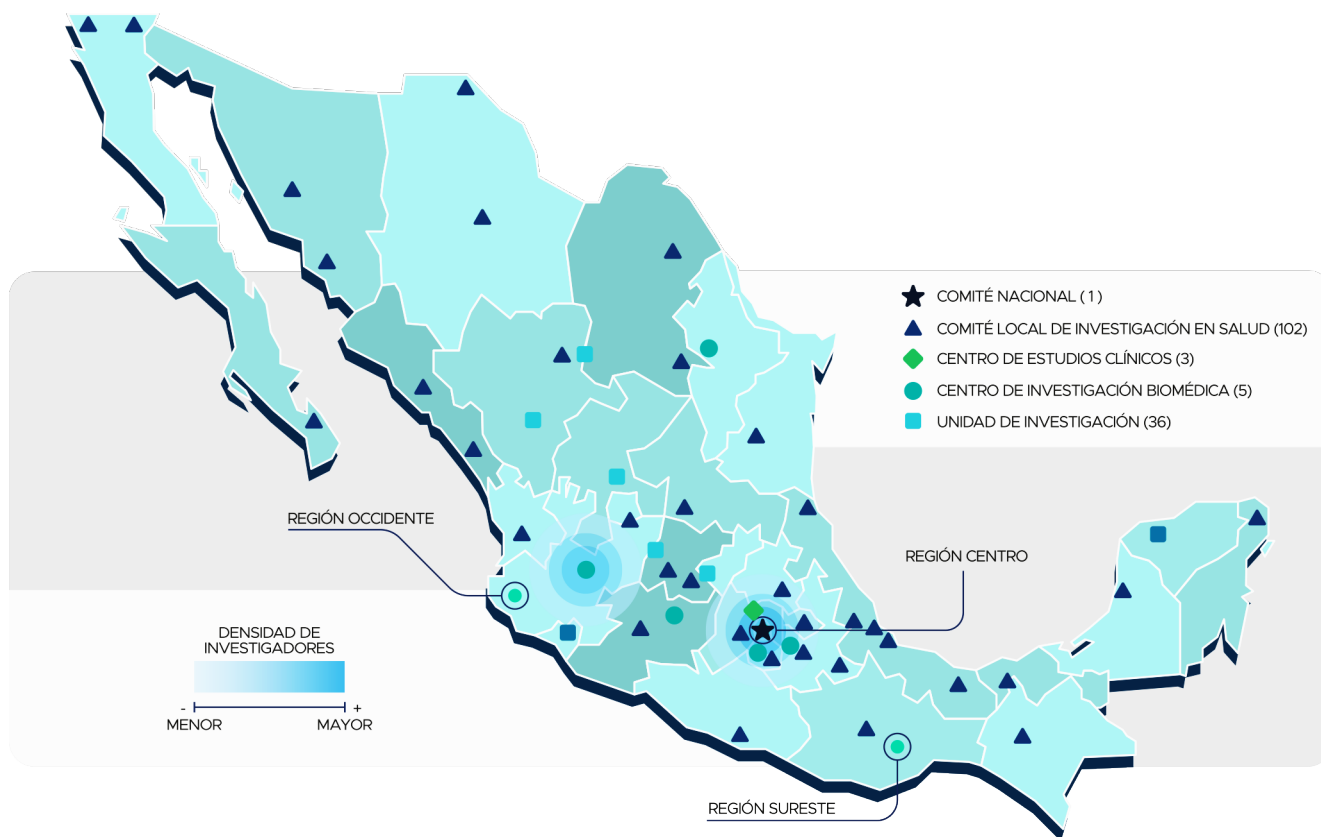 COMITÉ NACIONAL ( 1 )
COMITÉ LOCAL DE INVESTIGACIÓN EN SALUD (102)
CENTRO DE ESTUDIOS CLÍNICOS (3)
CENTRO DE INVESTIGACIÓN BIOMÉDICA (5)
UNIDAD DE INVESTIGACIÓN (36)
REGIÓN OCCIDENTE
REGIÓN CENTRO
DENSIDAD DE
INVESTIGADORES
- +
MENOR MAYOR
REGIÓN SURESTE